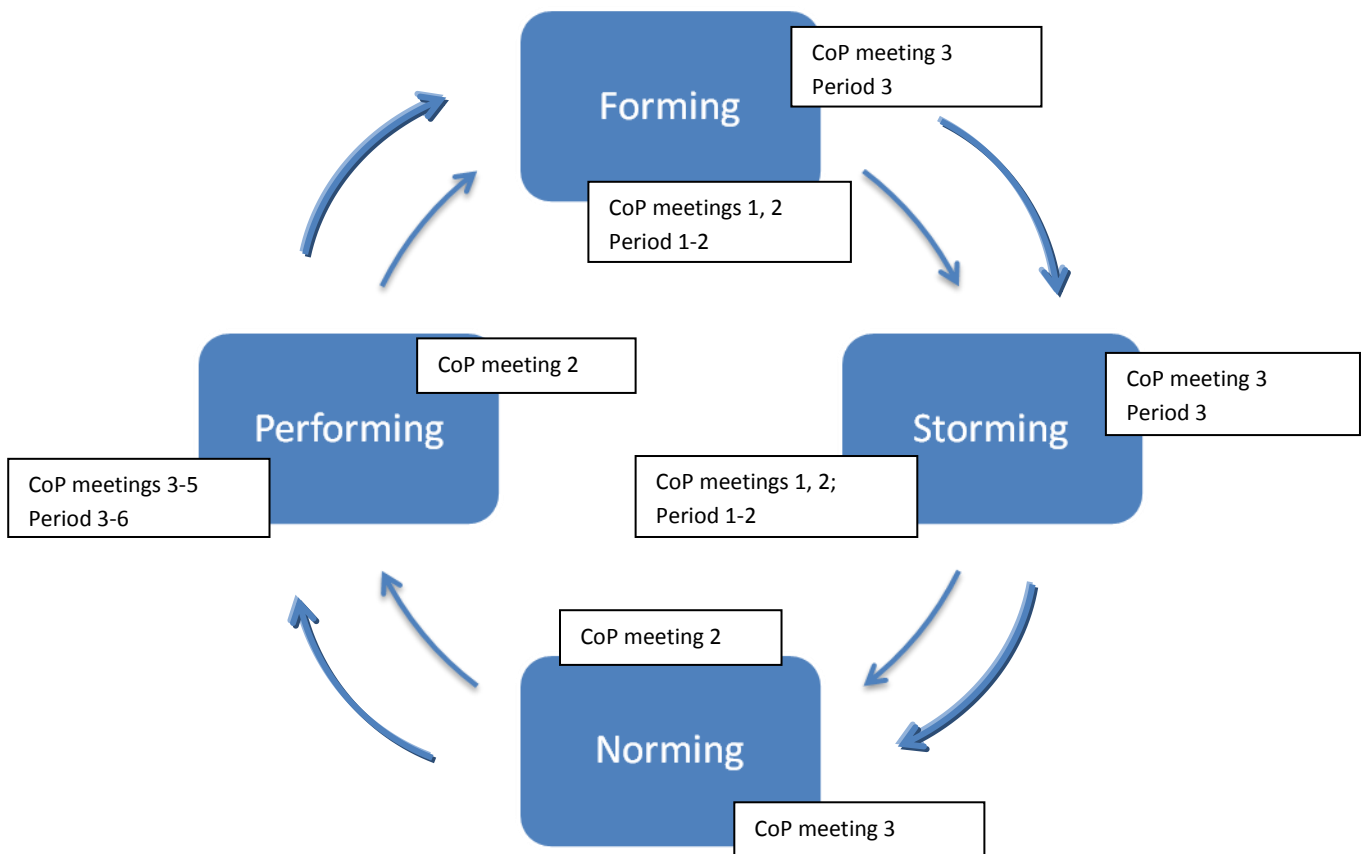 CoP meeting 3
Period 3
Forming
CoP meetings 1, 2
Period 1-2
CoP meeting 2
Performing
CoP meetings 3-5
Period 3-6
CoP meeting 3
Period 3
Storming
CoP meetings 1, 2;
Period 1-2
CoP meeting 2
Norming
CoP meeting 3